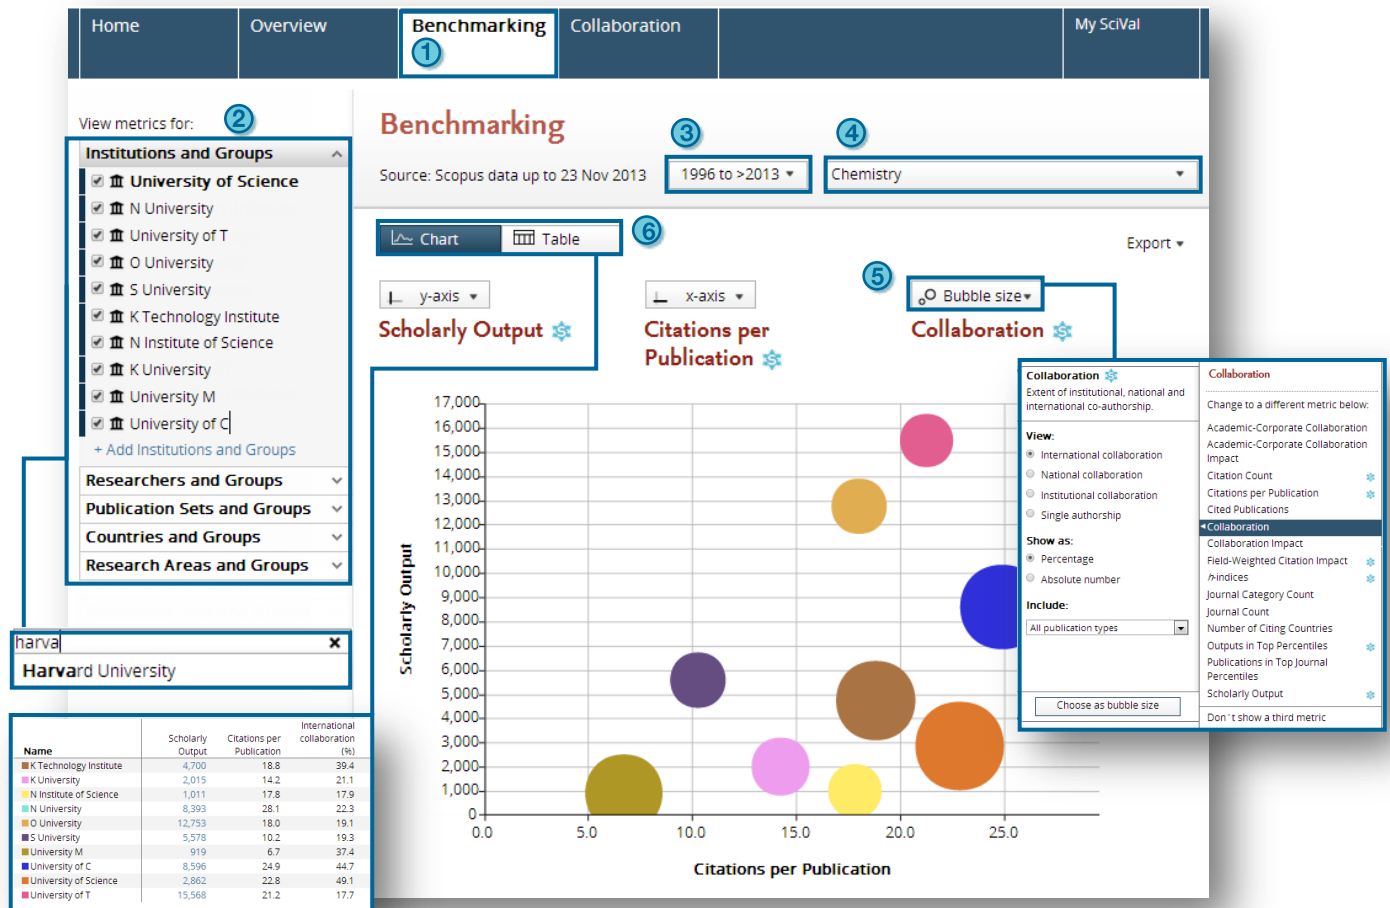 Home
Overview
Benchmarking
Collaboration
My SciVal
1
View metrics for:
2
Institutions and Groups
University of Science
N University
University of T
O University
S University
K Technology Institute
N Institute of Science
K University
University M
University of C
+ Add Institutions and Groups
Researchers and Groups
Publication Sets and Groups
Countries and Groups
Research Areas and Groups
harva
Harvard University
Benchmarking
3
4
Source: Scopus data up to 23 Nov 2013
1996 to >2013
Chemistry
Chart
Table
6
Export
5
y-axis
x-axis
Bubble size
Scholarly Output
Citations per
Publication
Collaboration
17,000
16,000
15,000
14,000
13,000
12,000
11,000
10,000
9,000
8,000
7,000
6,000
5,000
4,000
3,000
2,000
1,000
0
Scholarly Output
0.0 5.0 10.0 15.0 20.0 25.0
Citations per Publication
Collaboration
Extent of institutional, national and
international co-authorship.
View:
International collaboration
National collaboration
Institutional collaboration
Single authorship
Show as:
Percentage
Absolute number
Include:
All publication types
Choose as bubble size
Collaboration
Change to a different metric below:
Academic-Corporate Collaboration
Academic-Corporate Collaboration
Impact
Citation Count
Citations per Publication
Cited Publications
Collaboration
Collaboration Impact
Field-Weighted Citation Impact
h-indices
Journal Category Count
Journal Count
Number of Citing Countries
Outputs in Top Percentiles
Publications in Top Journal
Percentiles
Scholarly Output
Don't show a third metric
International
Scholarly Citations per collaboration
Name Output Publication (%)
K Technology Institute 4,700 18.8 39.4
K University 2,015 14.2 21.1
N Institute of Science 1,011 17.8 17.9
N University 8,393 28.1 22.3
O University 12,753 18.0 19.1
S University 5,578 10.2 19.3
University M 919 6.7 37.4
University of C 8,596 24.9 44.7
University of Science 2,862 22.8 49.1
University of T 15,568 21.2 17.7